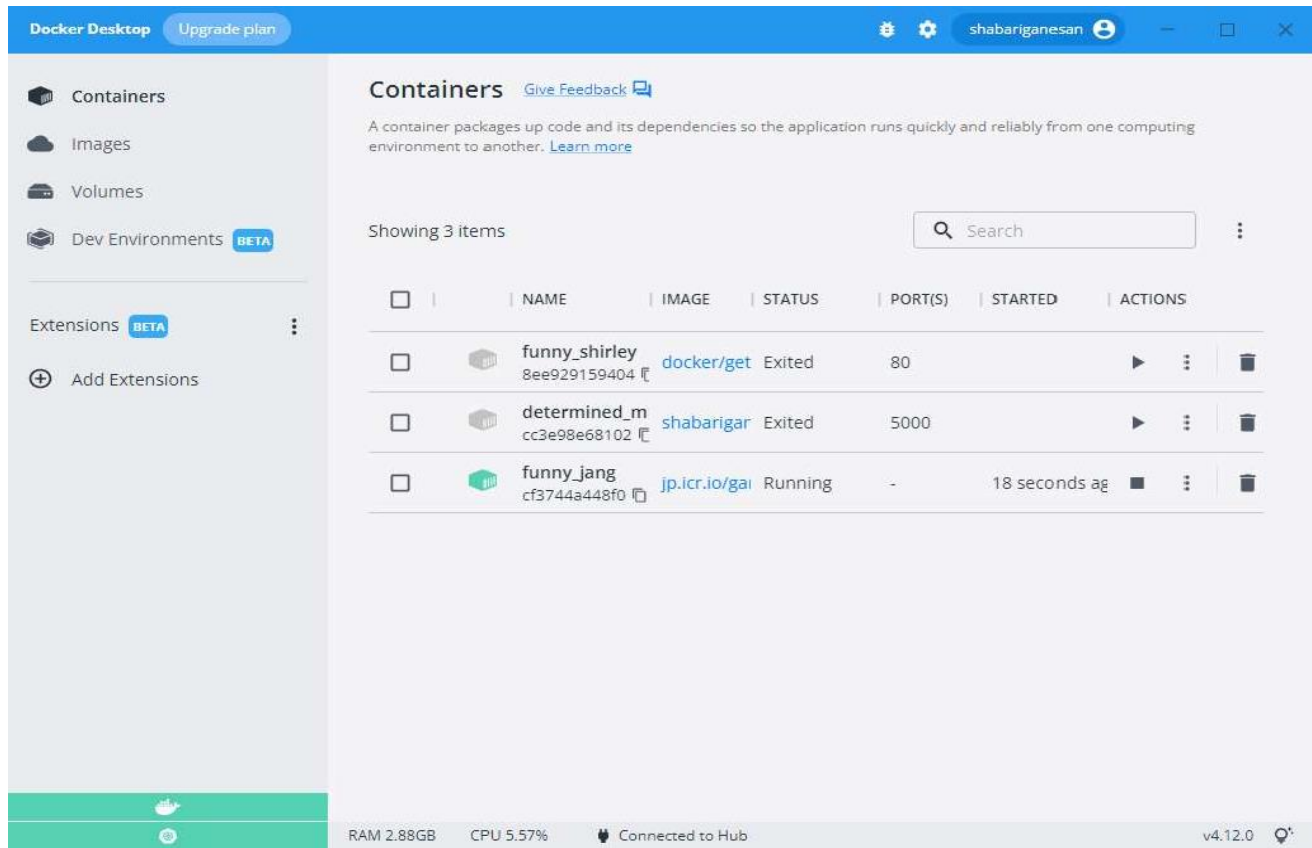 Docker Desktop Upgrade plan shabariganesan
Containers
Images
Volumes
Dev Environments BETA
Extensions BETA
Add Extensions
Containers Give Feedback
A container packages up code and its dependencies so the application runs quickly and reliably from one computing
environment to another. Learn more
Showing 3 items Search
NAME IMAGE STATUS PORT(S) STARTED ACTIONS
funny_shirley docker/get Exited 80
8ee929159404
determined_m shabarigar Exited 5000
cc3e98e68102
funny_jang jp.icr.io/gai Running - 18 seconds ag
cf3744a448f0
RAM 2.88GB CPU 5.57% Connected to Hub v4.12.0